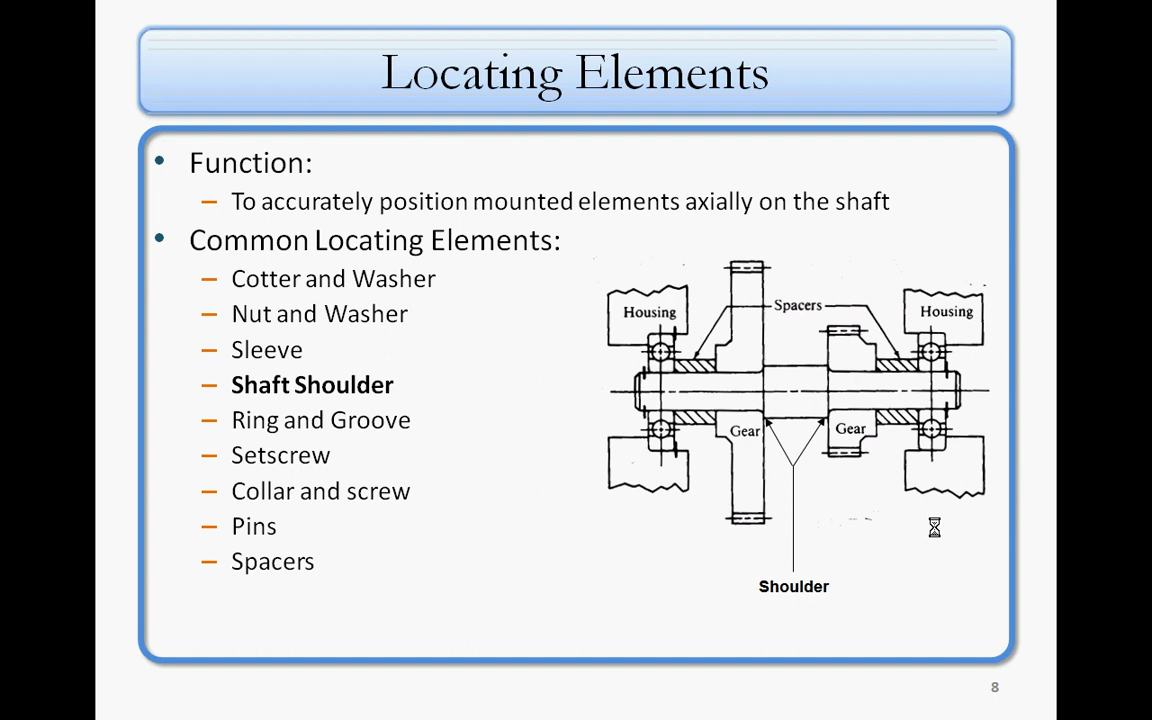 Locating Elements
• Function:
– To accurately position mounted elements axially on the shaft
• Common Locating Elements:
– Cotter and Washer
– Nut and Washer
– Sleeve
– Shaft Shoulder
– Ring and Groove
– Setscrew
– Collar and screw
– Pins
– Spacers
Housing
Spacers
Housing
Gear
Gear
Shoulder
8